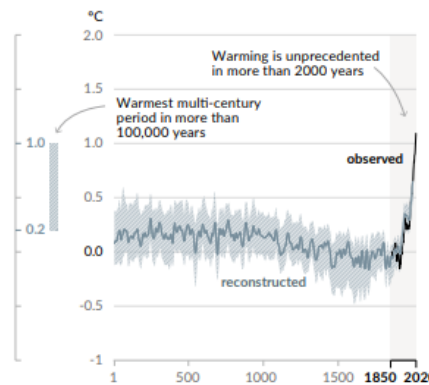 °C
2.0
Warming is unprecedented
in more than 2000 years
1.5
Warmest multi-century
period in more than
100,000 years
1.0
1.0
observed
0.5
0.2
0.0
reconstructed
-0.5
-1
1
500
1000
1500
1850
2020